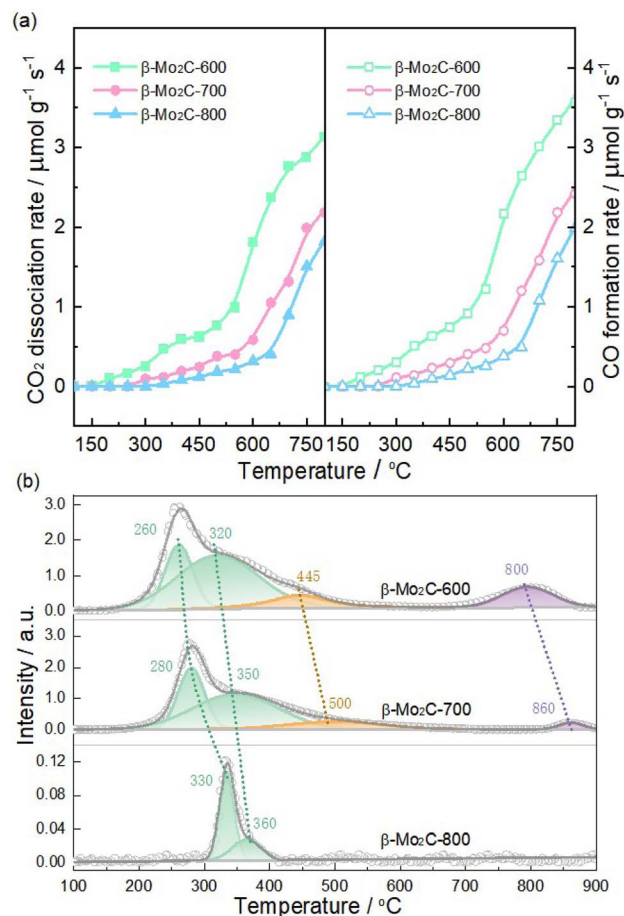 (a)
β-Mo₂C-600
β-Mo₂C-700
β-Mo₂C-800
β-Mo₂C-600
β-Mo₂C-700
β-Mo₂C-800
CO₂ dissociation rate / μmol g⁻¹ s⁻¹
4
3
2
1
0
CO formation rate / μmol g⁻¹ s⁻¹
4
3
2
1
0
150 300 450 600 750 150 300 450 600 750
Temperature / °C
(b)
Intensity / a.u.
3.0
2.0
1.0
0.0
260
320
445
800
β-Mo₂C-600
3.0
2.0
1.0
0.0
280
350
500
860
β-Mo₂C-700
0.12
0.08
0.04
0.00
330
360
β-Mo₂C-800
100 200 300 400 500 600 700 800 900
Temperature / °C